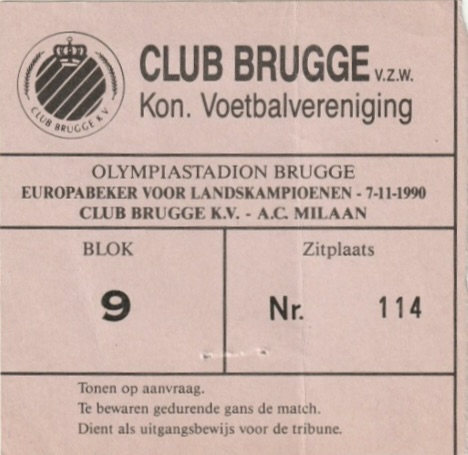 CLUB BRUGGE K.V.
CLUB BRUGGE v.z.w.
Kon. Voetbalvereniging
OLYMPIASTADION BRUGGE
EUROPABEKER VOOR LANDSKAMPIOENEN - 7-11-1990
CLUB BRUGGE K.V. - A.C. MILAAN
BLOK
Zitplaats
9
Nr. 114
Tonen op aanvraag.
Te bewaren gedurende gans de match.
Dient als uitgangsbewijs voor de tribune.